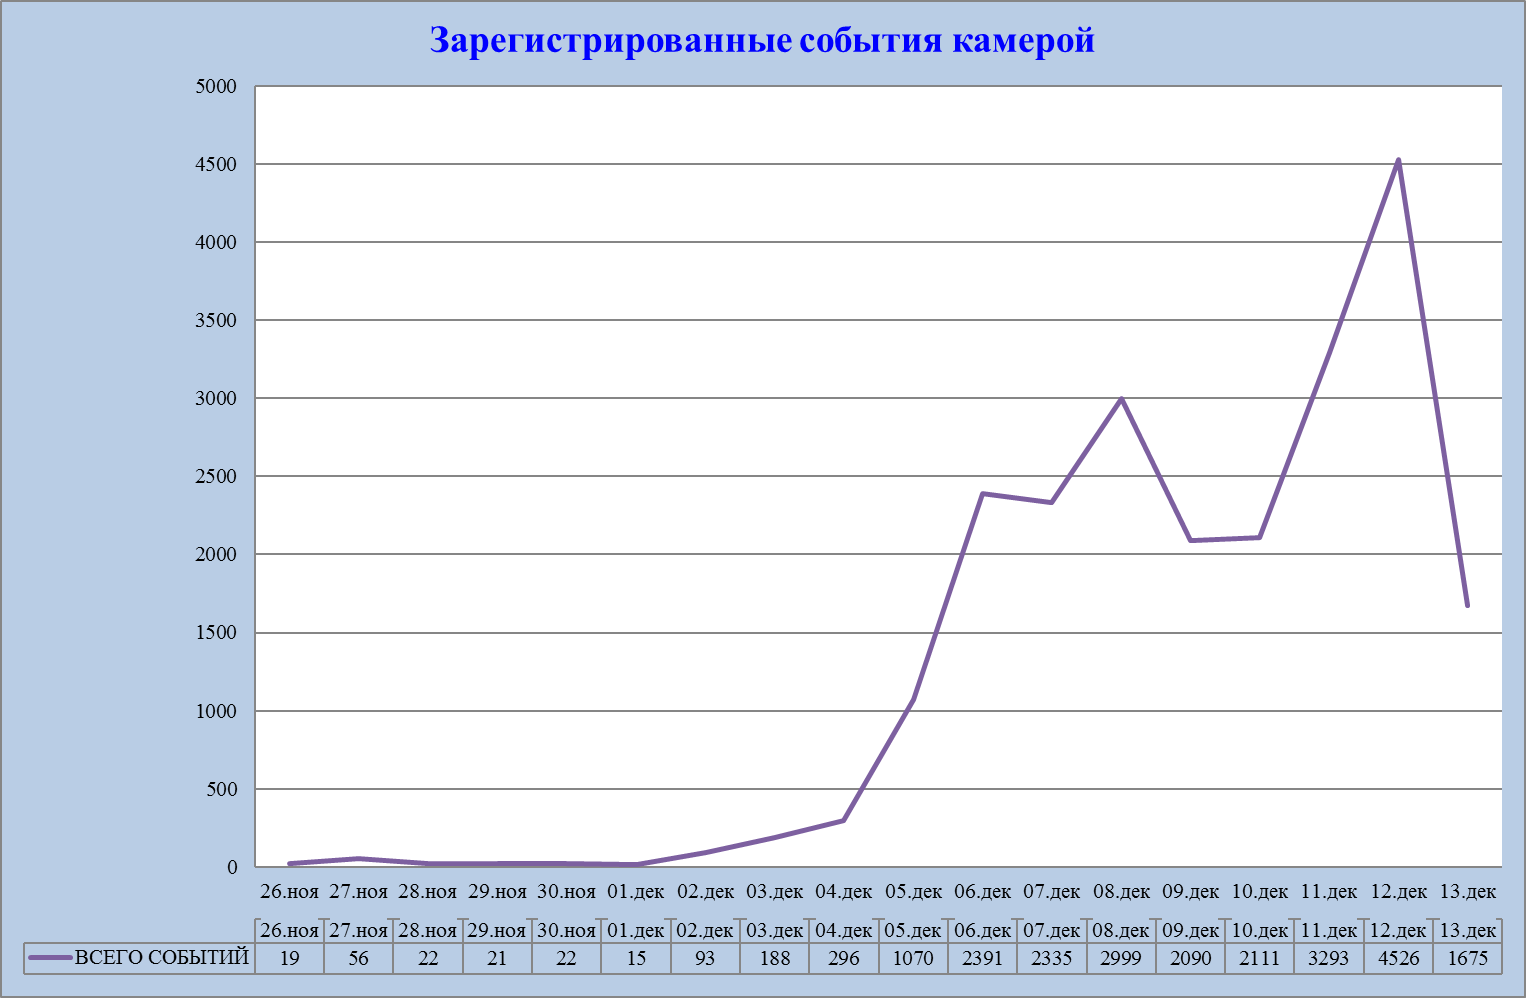 Зарегистрированные события камерой
5000
4500
4000
3500
3000
2500
2000
1500
1000
500
0
26.ноя 27.ноя 28.ноя 29.ноя 30.ноя 01.дек 02.дек 03.дек 04.дек 05.дек 06.дек 07.дек 08.дек 09.дек 10.дек 11.дек 12.дек 13.дек
26.ноя 27.ноя 28.ноя 29.ноя 30.ноя 01.дек 02.дек 03.дек 04.дек 05.дек 06.дек 07.дек 08.дек 09.дек 10.дек 11.дек 12.дек 13.дек
ВСЕГО СОБЫТИЙ 19 56 22 21 22 15 93 188 296 1070 2391 2335 2999 2090 2111 3293 4526 1675